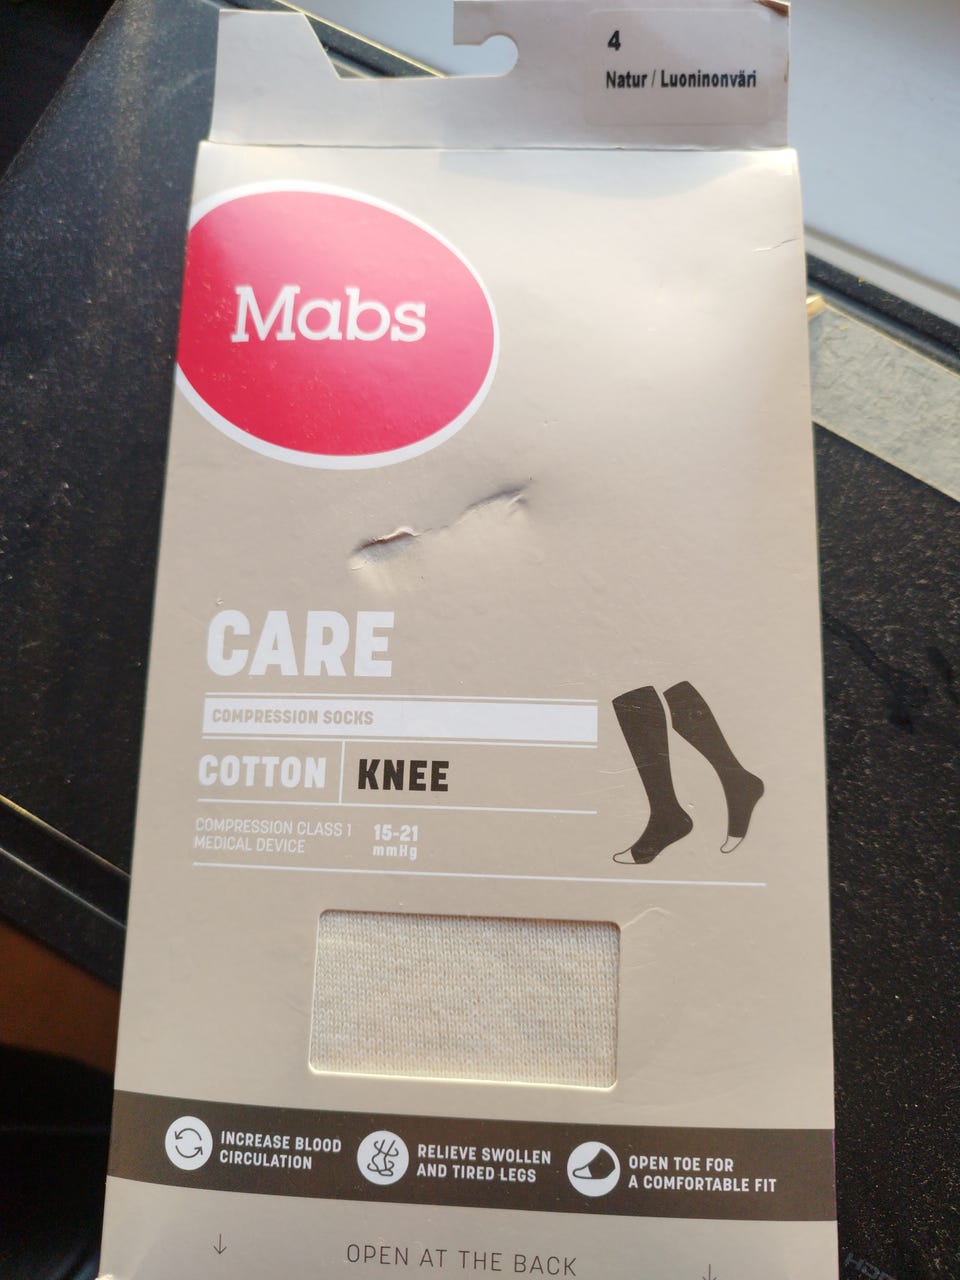 4
Natur / Luoninonväri
Mabs
CARE
COMPRESSION SOCKS
COTTON KNEE
COMPRESSION CLASS 1
MEDICAL DEVICE
15-21
mmHg
INCREASE BLOOD
CIRCULATION
RELIEVE SWOLLEN
AND TIRED LEGS
OPEN TOE FOR
A COMFORTABLE FIT
OPEN AT THE BACK